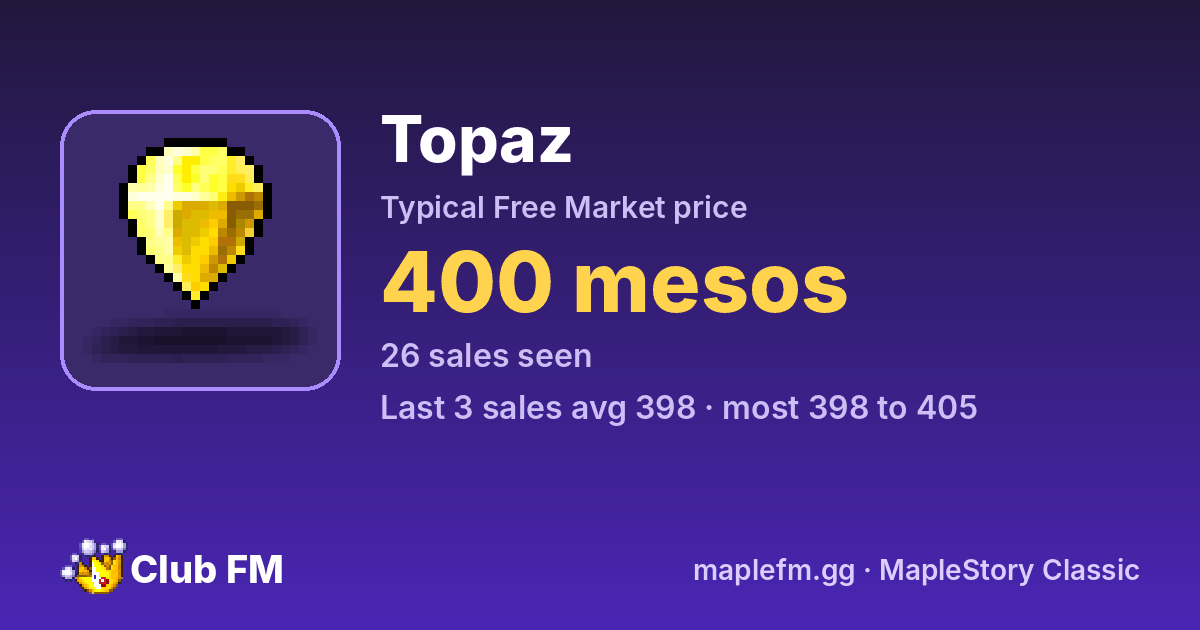 Topaz
Typical Free Market price
400 mesos
26 sales seen
Last 3 sales avg 398 · most 398 to 405
Club FM
maplefm.gg · MapleStory Classic